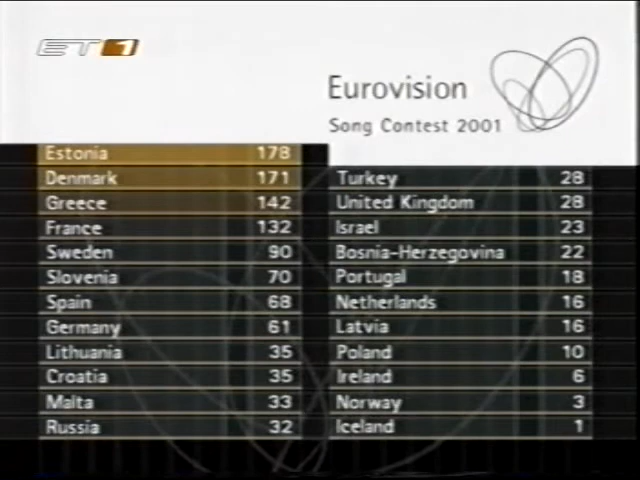 ET1
Eurovision
Song Contest 2001
Estonia 178
Denmark 171
Greece 142
France 132
Sweden 90
Slovenia 70
Spain 68
Germany 61
Lithuania 35
Croatia 35
Malta 33
Russia 32
Turkey 28
United Kingdom 28
Israel 23
Bosnia-Herzegovina 22
Portugal 18
Netherlands 16
Latvia 16
Poland 10
Ireland 6
Norway 3
Iceland 1